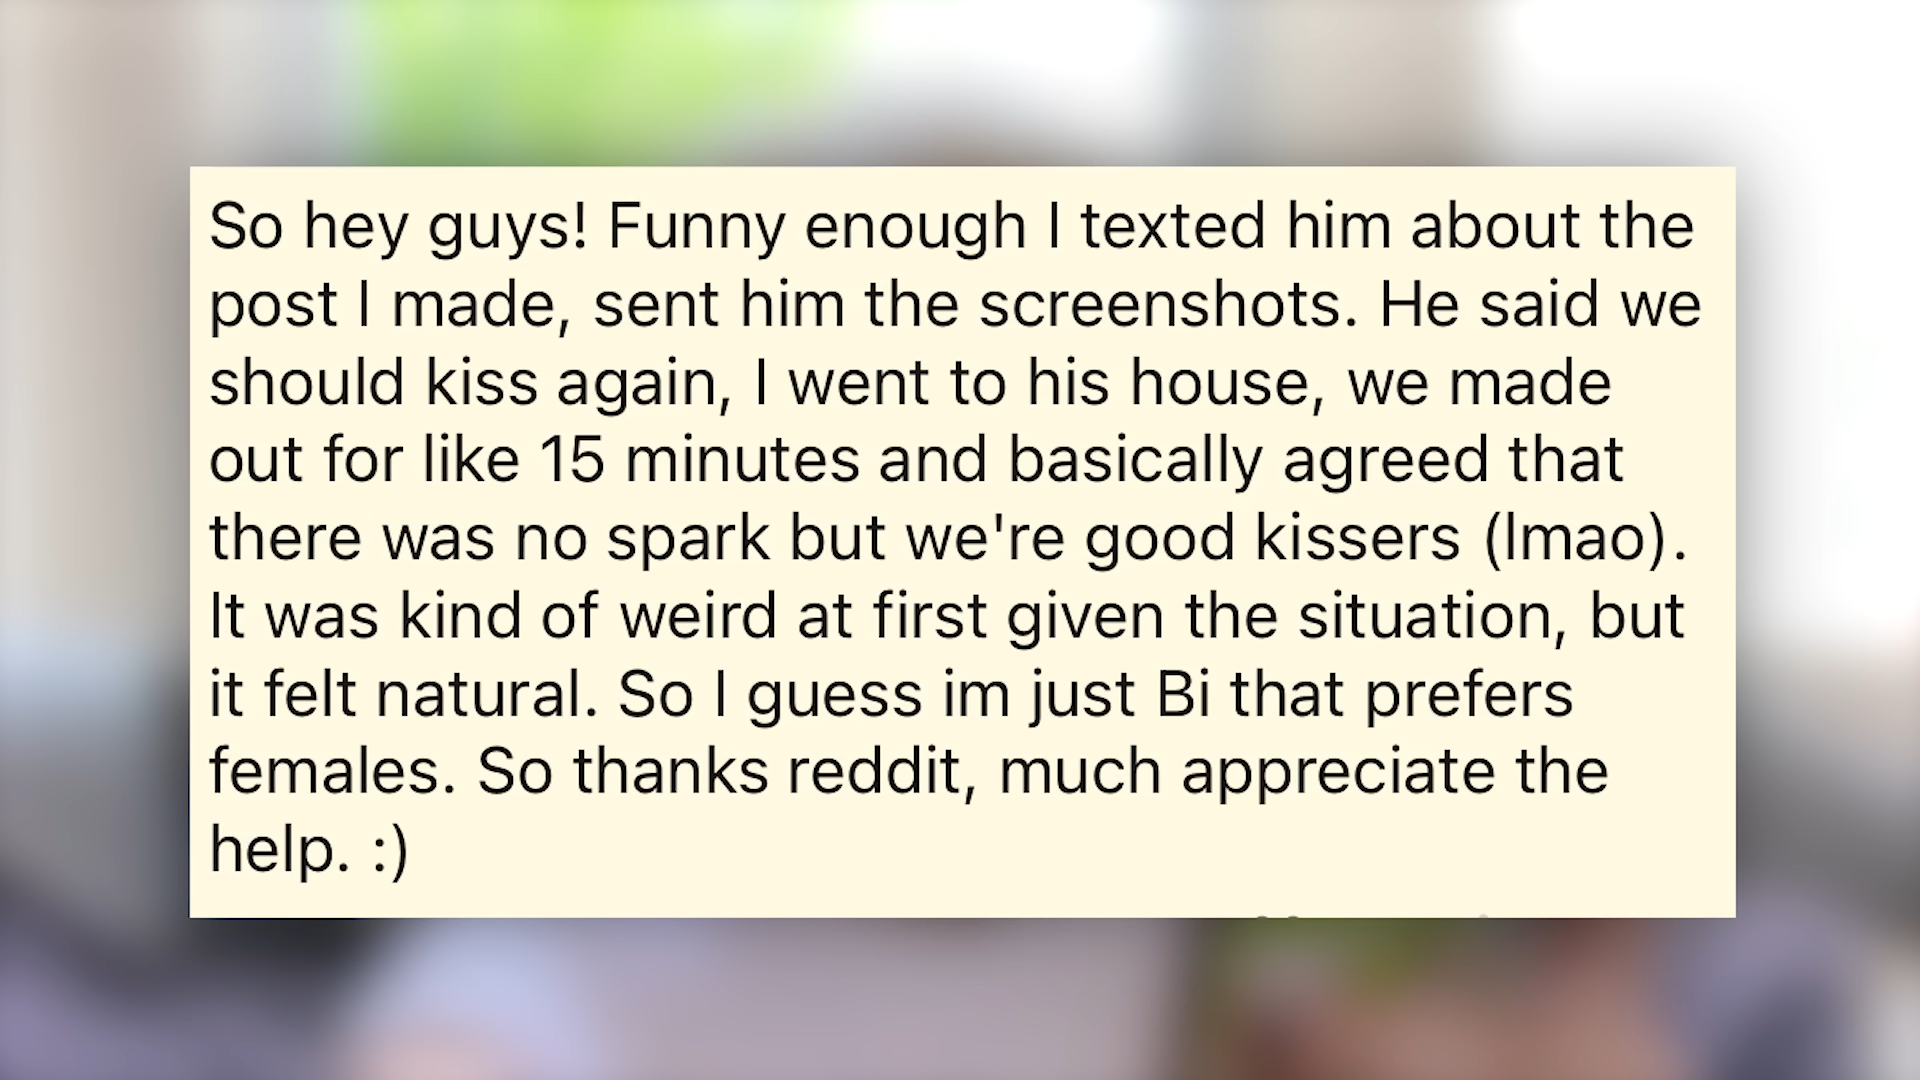 So hey guys! Funny enough I texted him about the
post I made, sent him the screenshots. He said we
should kiss again, I went to his house, we made
out for like 15 minutes and basically agreed that
there was no spark but we're good kissers (lmao).
It was kind of weird at first given the situation, but
it felt natural. So I guess im just Bi that prefers
females. So thanks reddit, much appreciate the
help. :)